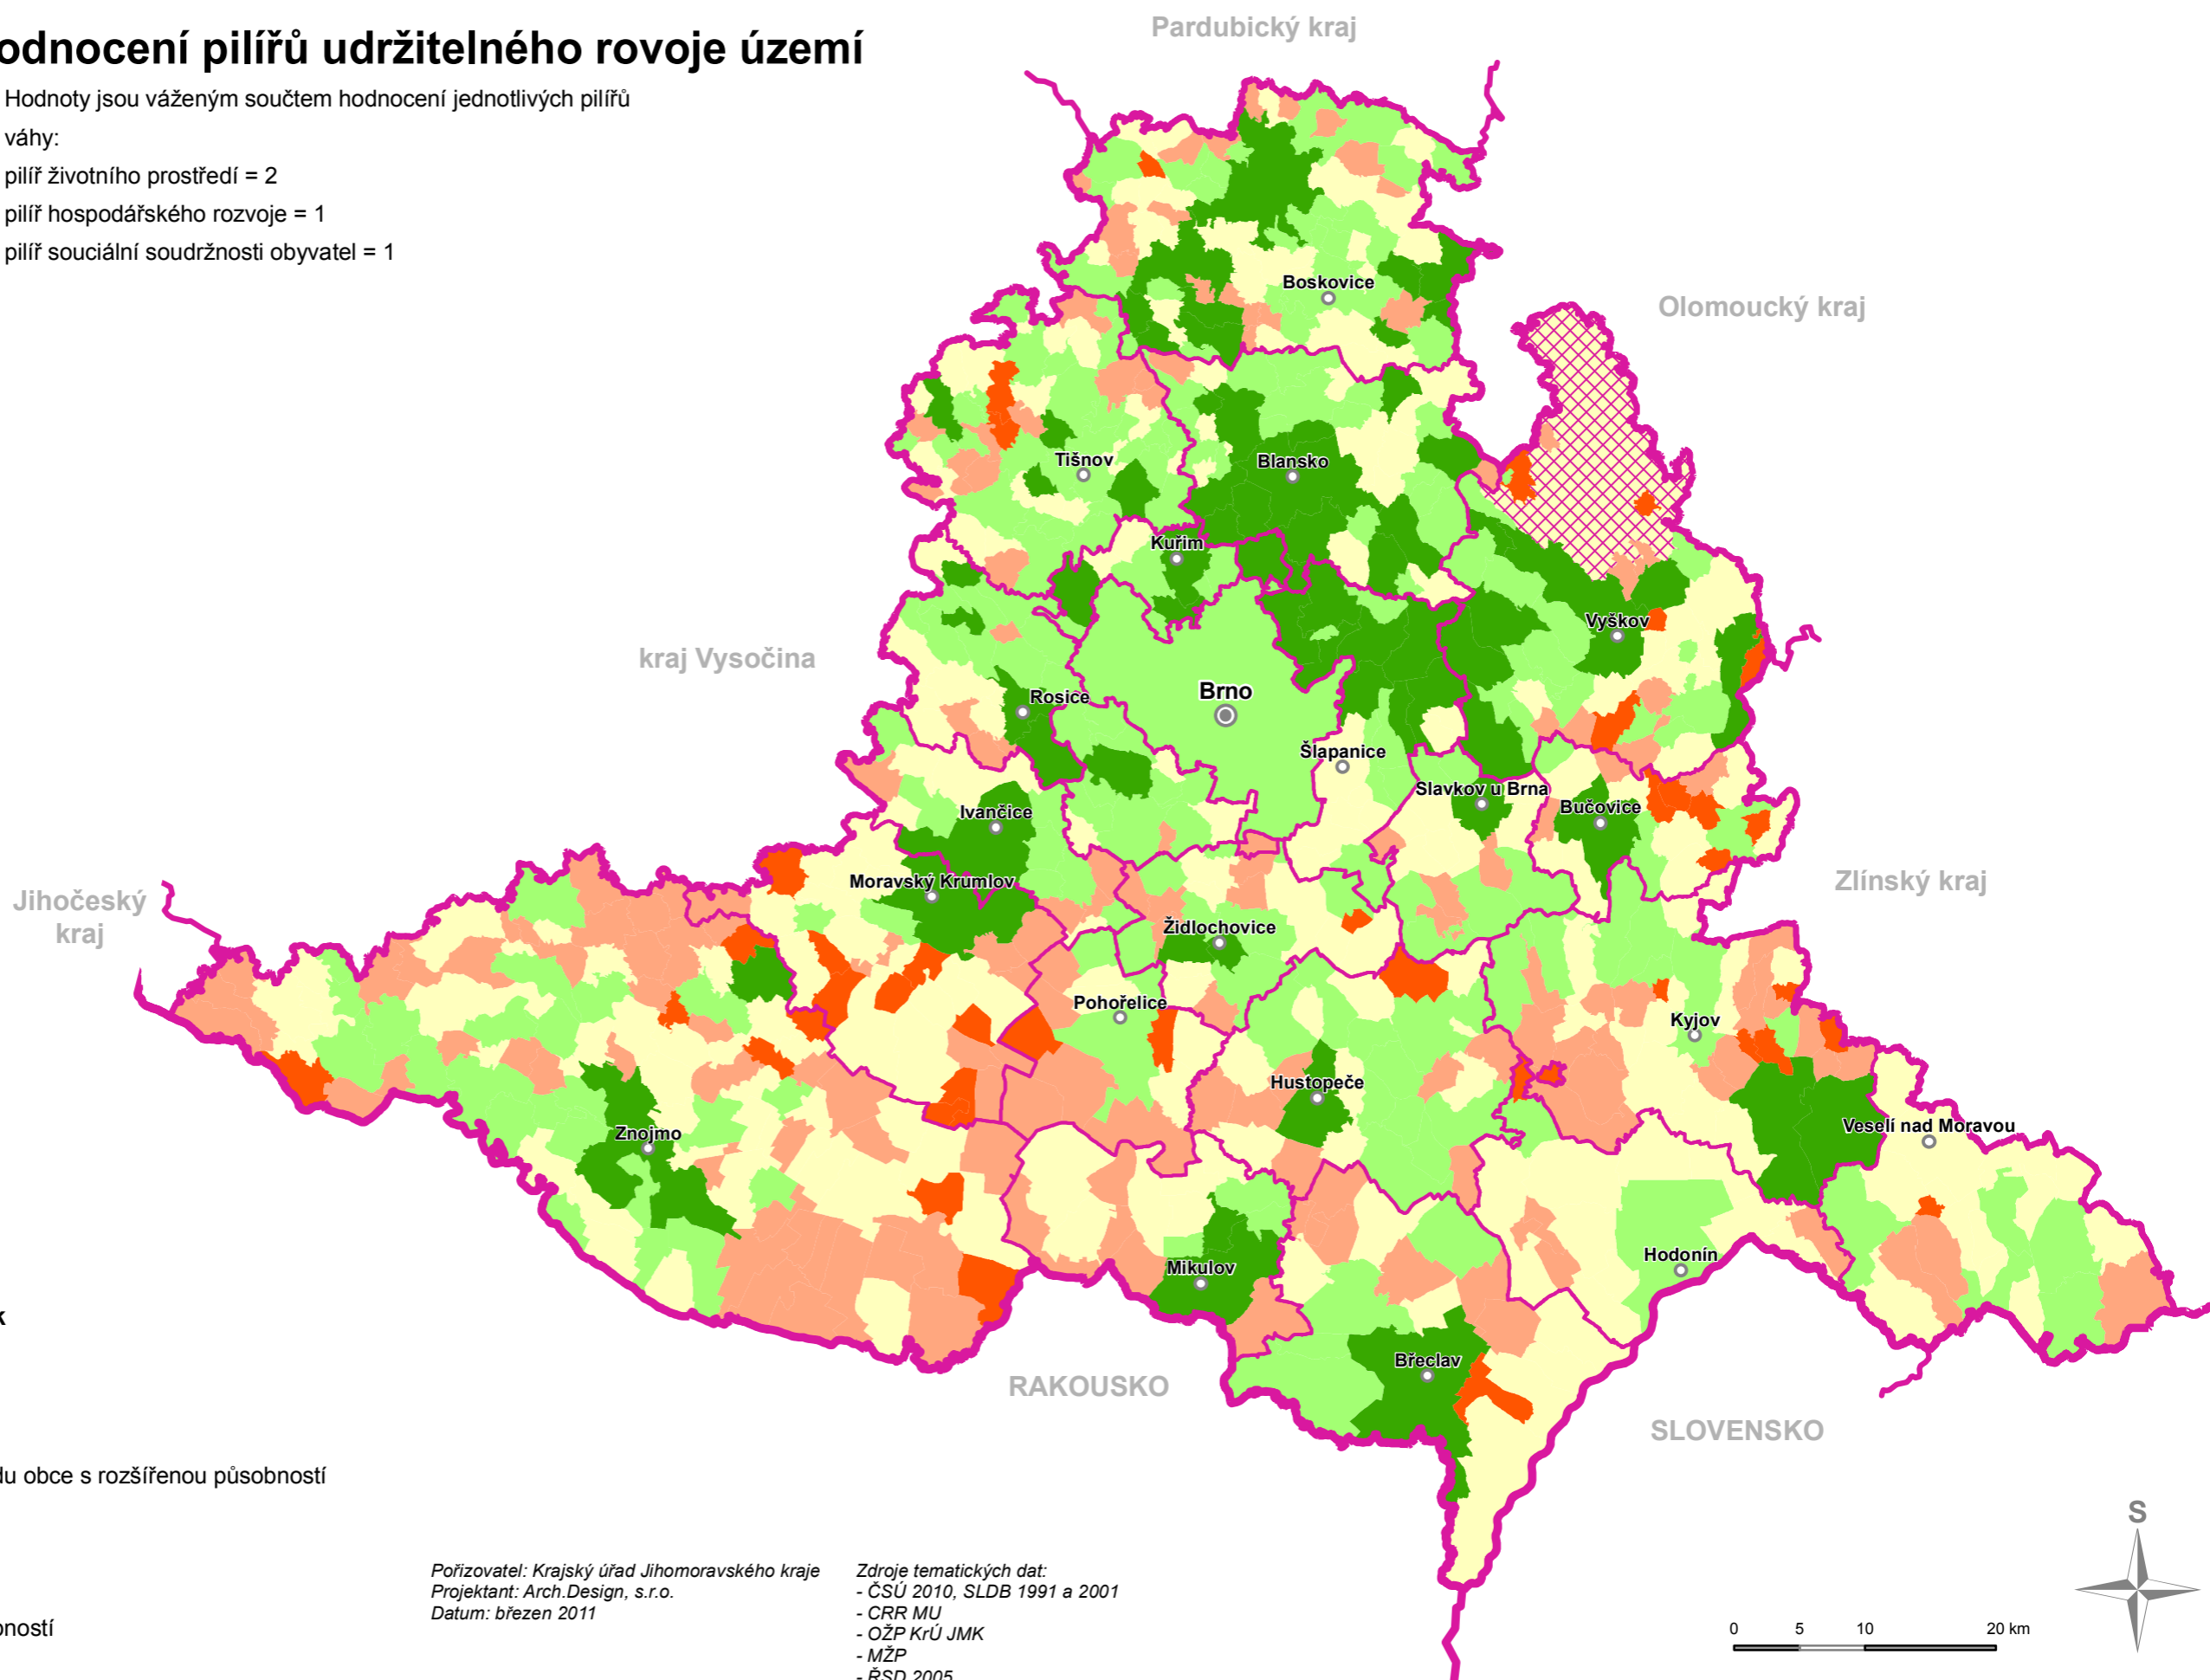 odnocení pilířů udržitelného rovoje území
Hodnoty jsou váženým součtem hodnocení jednotlivých pilířů
váhy:
pilíř životního prostředí = 2
pilíř hospodářského rozvoje = 1
pilíř souciální soudržnosti obyvatel = 1
Pardubický kraj
Olomoucký kraj
kraj Vysočina
Jihočeský
kraj
Zlínský kraj
RAKOUSKO
SLOVENSKO
Boskovice
Tišnov
Blansko
Kuřim
Vyškov
Rosice
Brno
Šlapanice
Slavkov u Brna
Bučovice
Ivančice
Moravský Krumlov
Židlochovice
Pohořelice
Kyjov
Hustopeče
Znojmo
Veselí nad Moravou
Mikulov
Hodonín
Břeclav
k
du obce s rozšířenou působností
ností
Pořizovatel: Krajský úřad Jihomoravského kraje
Projektant: Arch.Design, s.r.o.
Datum: březen 2011
Zdroje tematických dat:
- ČSÚ 2010, SLDB 1991 a 2001
- CRR MU
- OŽP KrÚ JMK
- MŽP
- ŘSD 2005
S
0 5 10 20 km